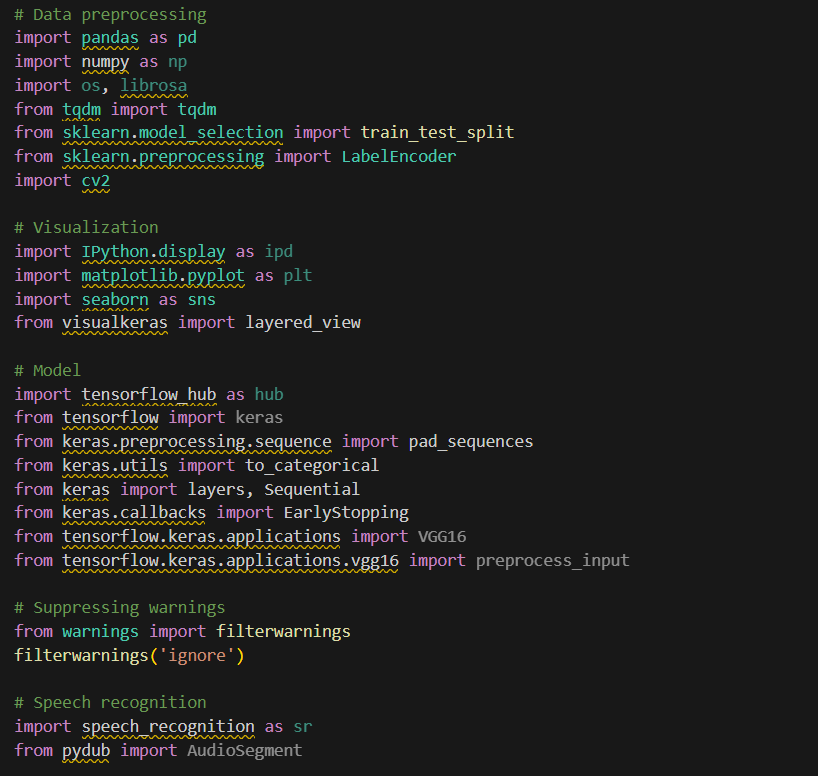 # Data preprocessing
import pandas as pd
import numpy as np
import os, librosa
from tqdm import tqdm
from sklearn.model_selection import train_test_split
from sklearn.preprocessing import LabelEncoder
import cv2
# Visualization
import IPython.display as ipd
import matplotlib.pyplot as plt
import seaborn as sns
from visualkeras import layered_view
# Model
import tensorflow_hub as hub
from tensorflow import keras
from keras.preprocessing.sequence import pad_sequences
from keras.utils import to_categorical
from keras import layers, Sequential
from keras.callbacks import EarlyStopping
from tensorflow.keras.applications import VGG16
from tensorflow.keras.applications.vgg16 import preprocess_input
# Suppressing warnings
from warnings import filterwarnings
filterwarnings('ignore')
# Speech recognition
import speech_recognition as sr
from pydub import AudioSegment